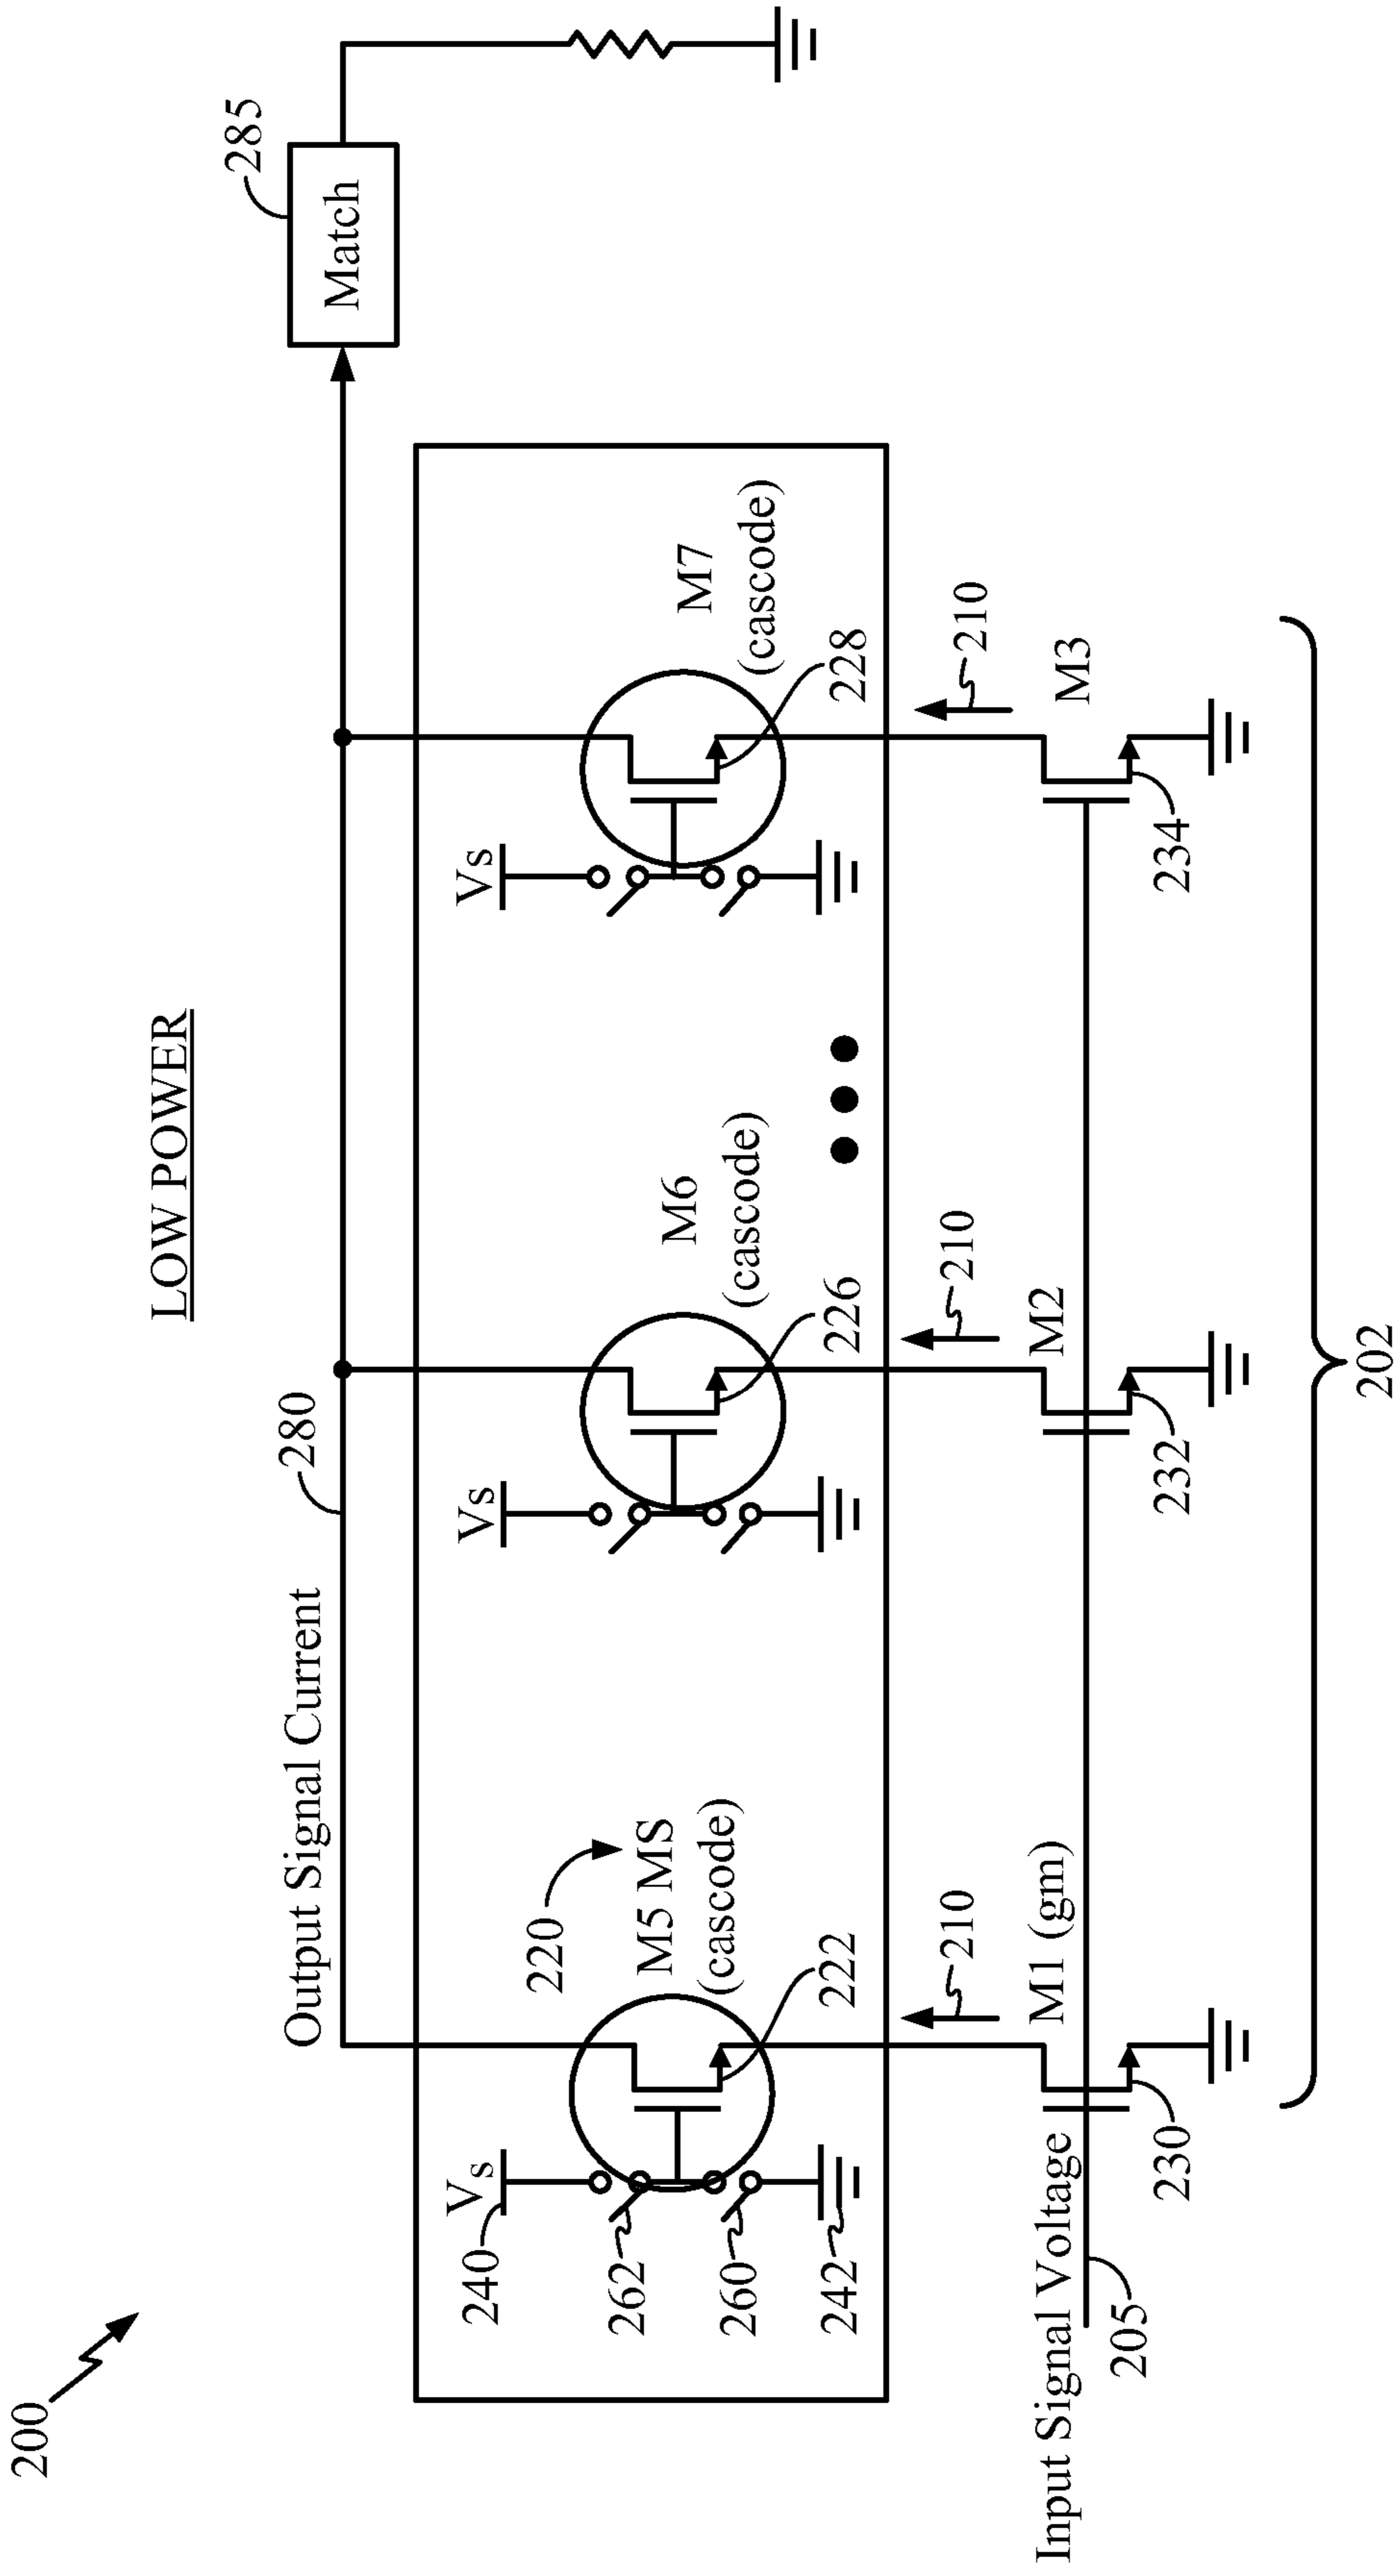 200
LOW POWER
285
Match
Output Signal Current
280
220
M5 MS
(cascode)
M6
(cascode)
M7
(cascode)
Vs
240
262
260
242
222
Vs
226
Vs
228
210
210
210
M1 (gm)
M2
M3
Input Signal Voltage
205
230
232
234
202